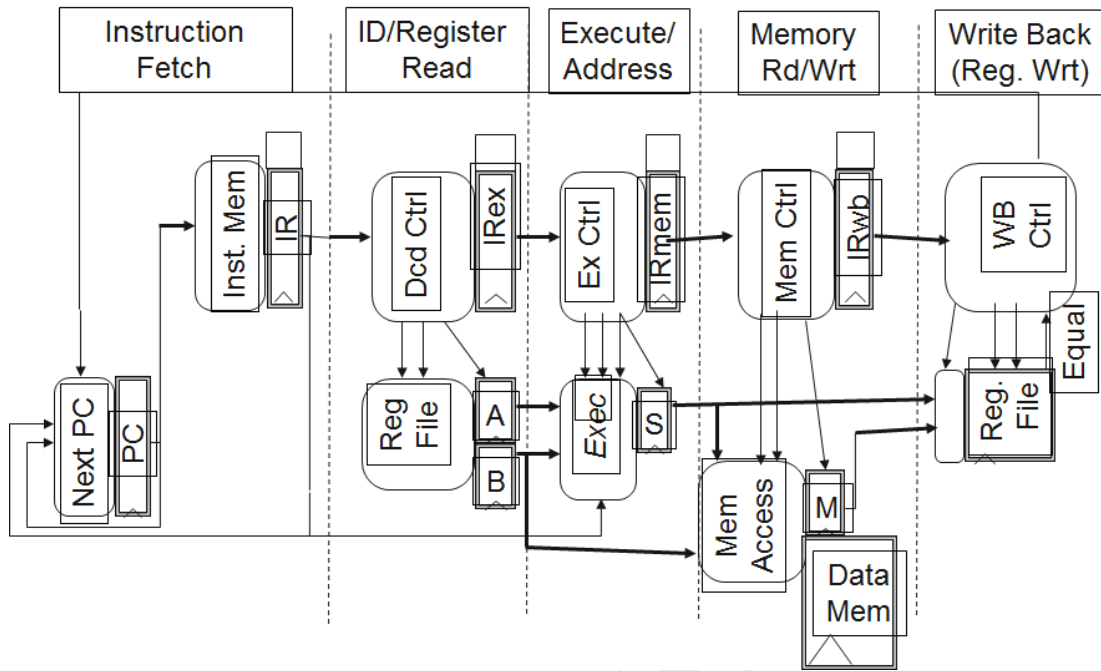 Instruction
Fetch
ID/Register
Read
Execute/
Address
Memory
Rd/Wrt
Write Back
(Reg. Wrt)
Inst. Mem
IR
Dcd Ctrl
IRex
Ex Ctrl
IRmem
Mem Ctrl
IRwb
WB
Ctrl
Equal
Next PC
PC
Reg
File
A
B
Exec
S
Mem
Access
M
Data
Mem
Reg.
File